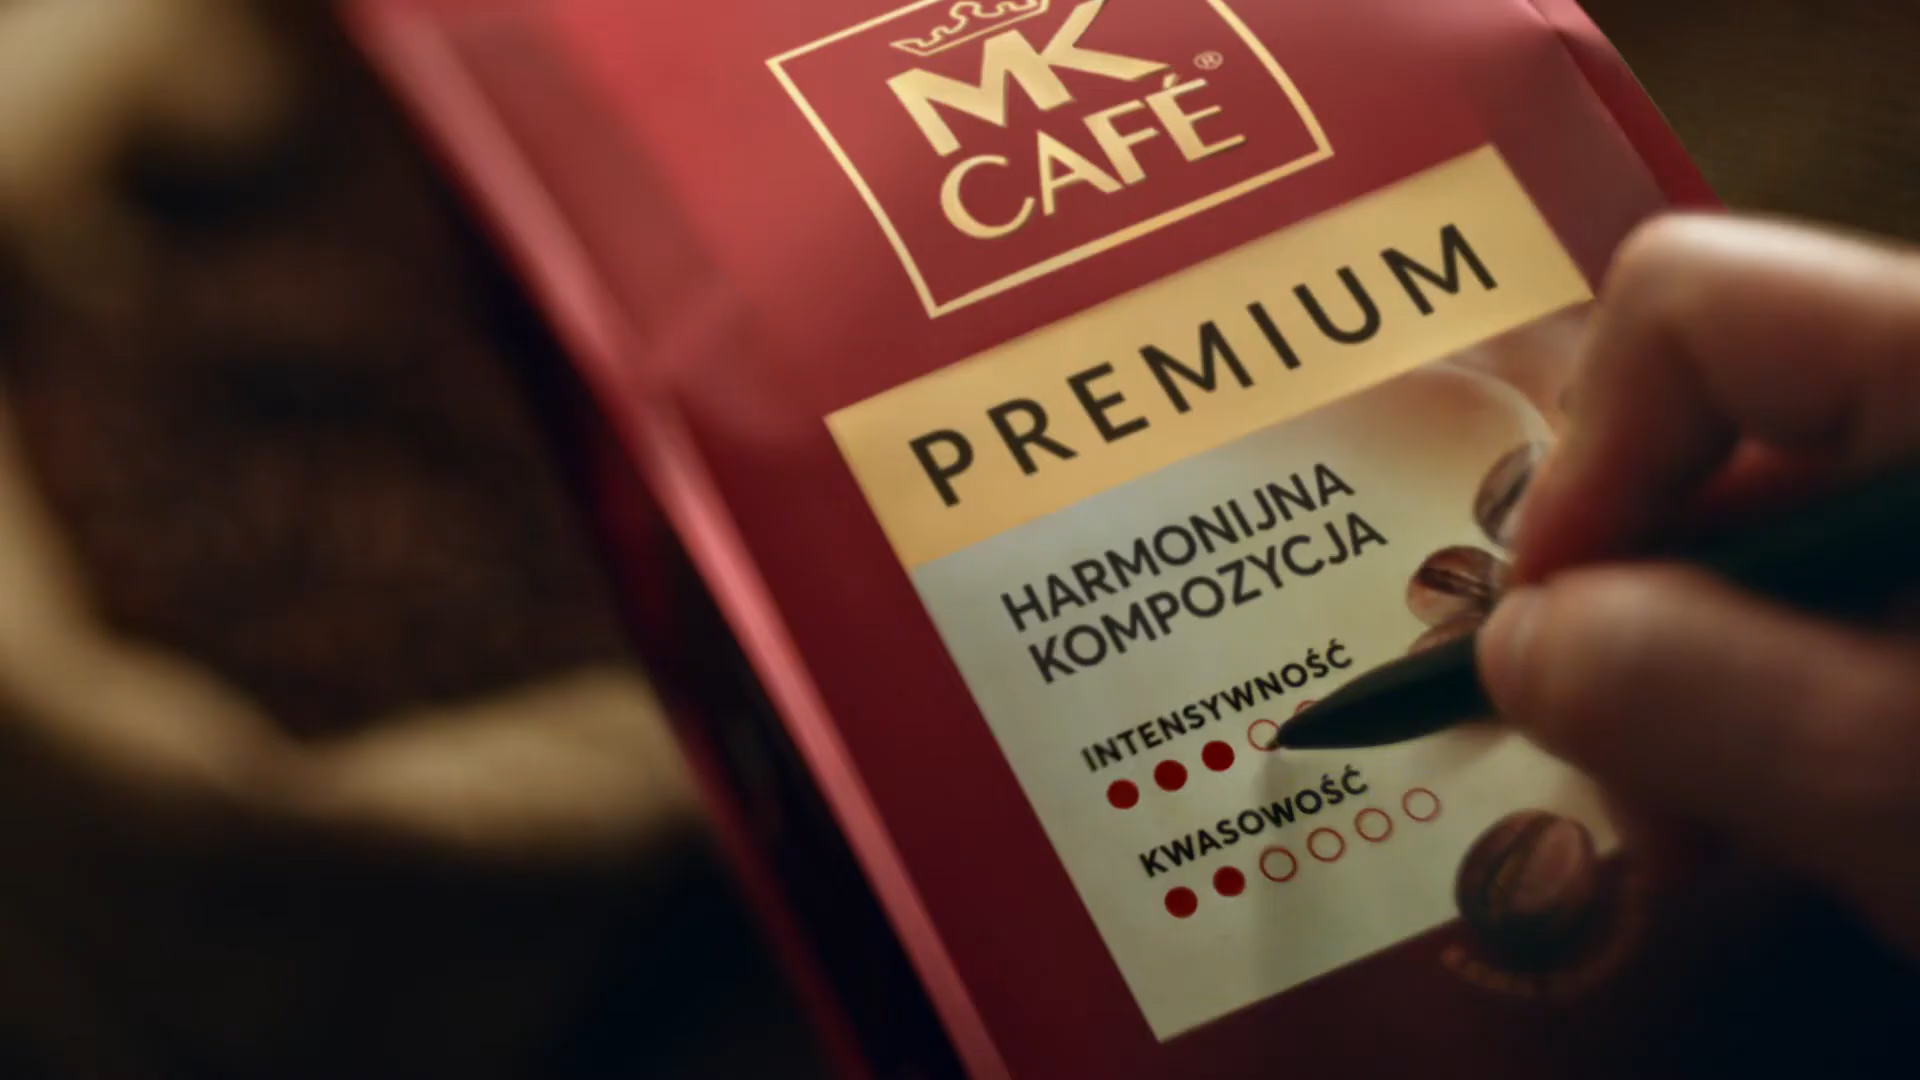 MK
CAFÉ®
PREMIUM
HARMONIJNA
KOMPOZYCJA
INTENSYWNOŚĆ
KWASOWOŚĆ